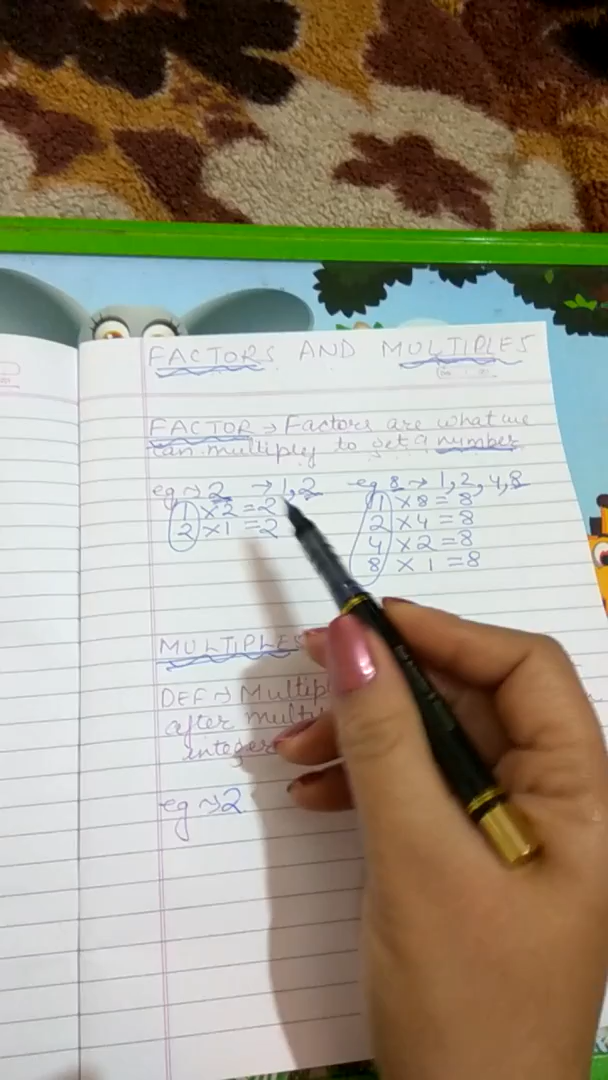 FACTORS AND MULTIPLES
FACTOR → Factors are what we
can multiply to get a number
eg → 2 → 1, 2
1 × 2 = 2
2 × 1 = 2
eg 8 → 1, 2, 4, 8
1 × 8 = 8
2 × 4 = 8
4 × 2 = 8
8 × 1 = 8
MULTIPLES
DEF → Multipl
after multi
integer
eg → 2